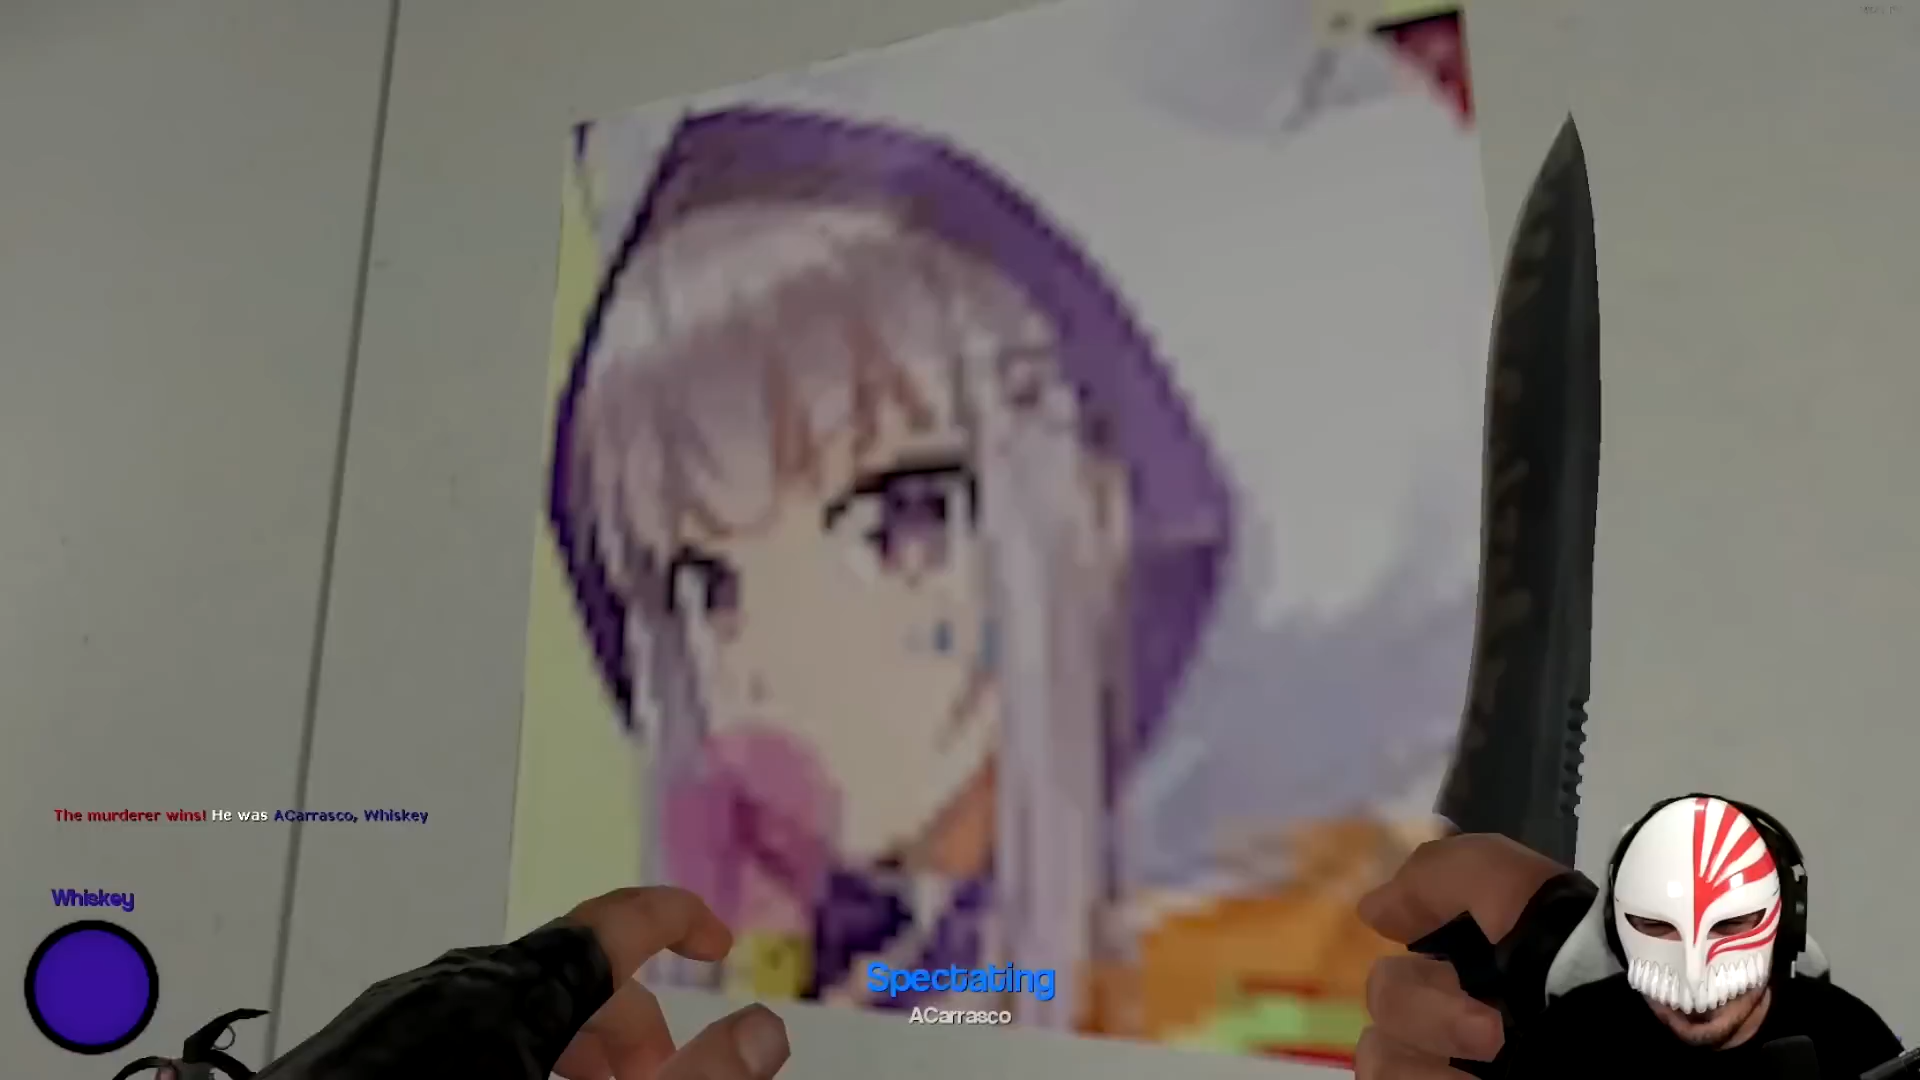 The murderer wins! He was ACarrasco, Whiskey
Whiskey
Spectating
ACarrasco